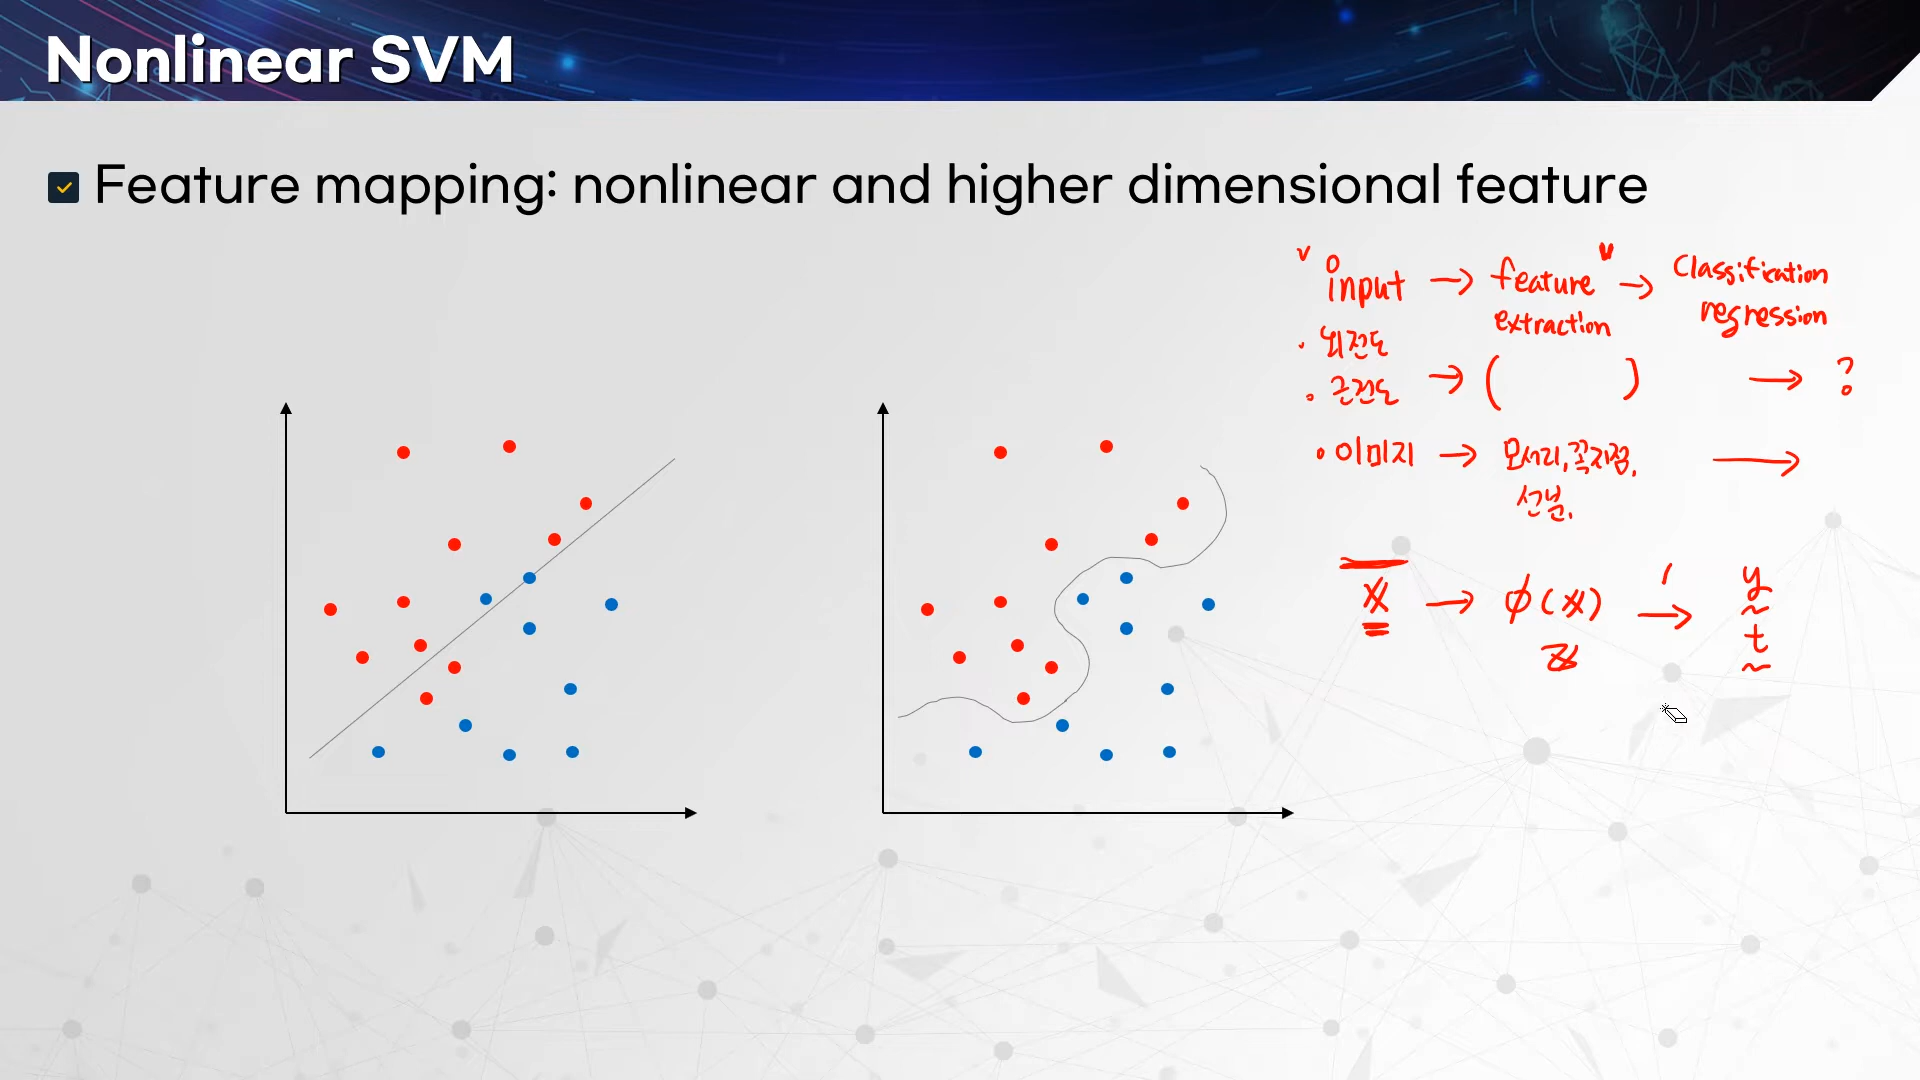 Nonlinear SVM
Feature mapping: nonlinear and higher dimensional feature
input → feature → Classification
extraction regression
· 뇌전도
· 근전도 → ( ) → ?
· 이미지 → 모서리, 꼭지점, →
선분,
x → φ(x) → y
z t